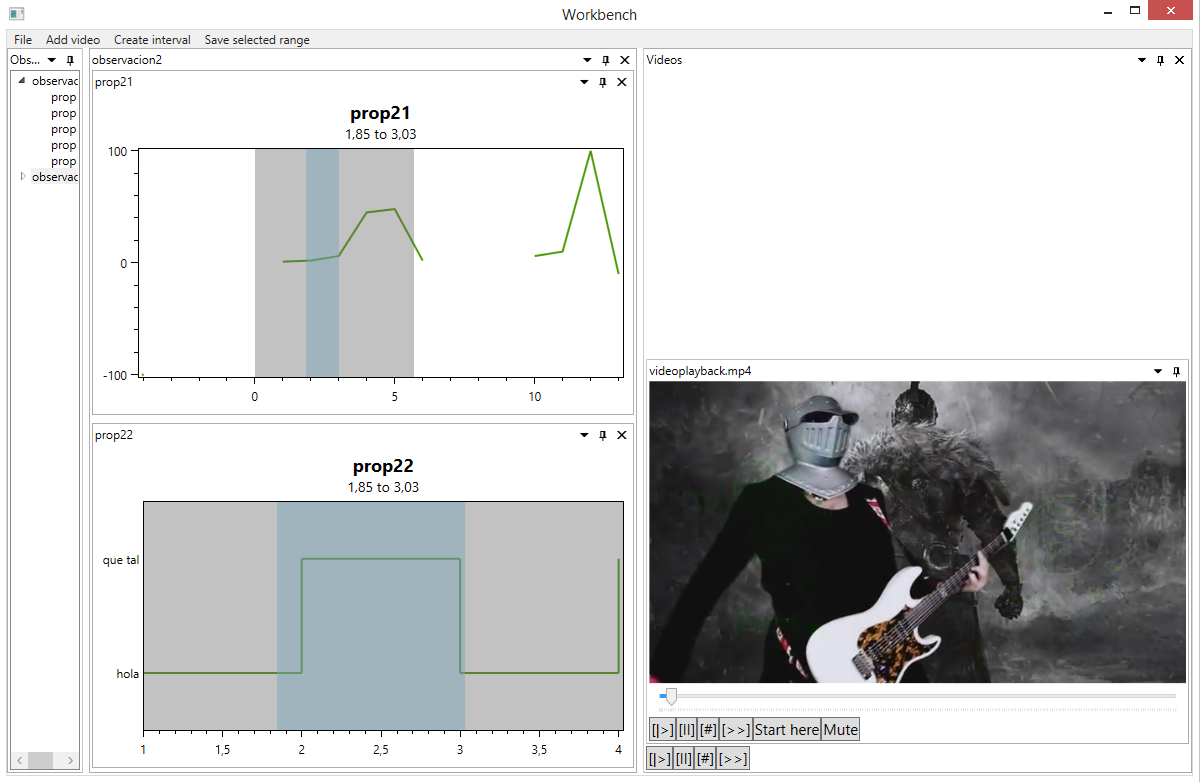 Workbench
File Add video Create interval Save selected range
Obs...
observac
prop
prop
prop
prop
prop
observac
observacion2
prop21
prop21
1,85 to 3,03
100
0
-100
0 5 10
prop22
prop22
1,85 to 3,03
que tal
hola
1 1,5 2 2,5 3 3,5 4
Videos
videoplayback.mp4
[|>] [II] [#] [>>] Start here Mute
[|>] [II] [#] [>>]